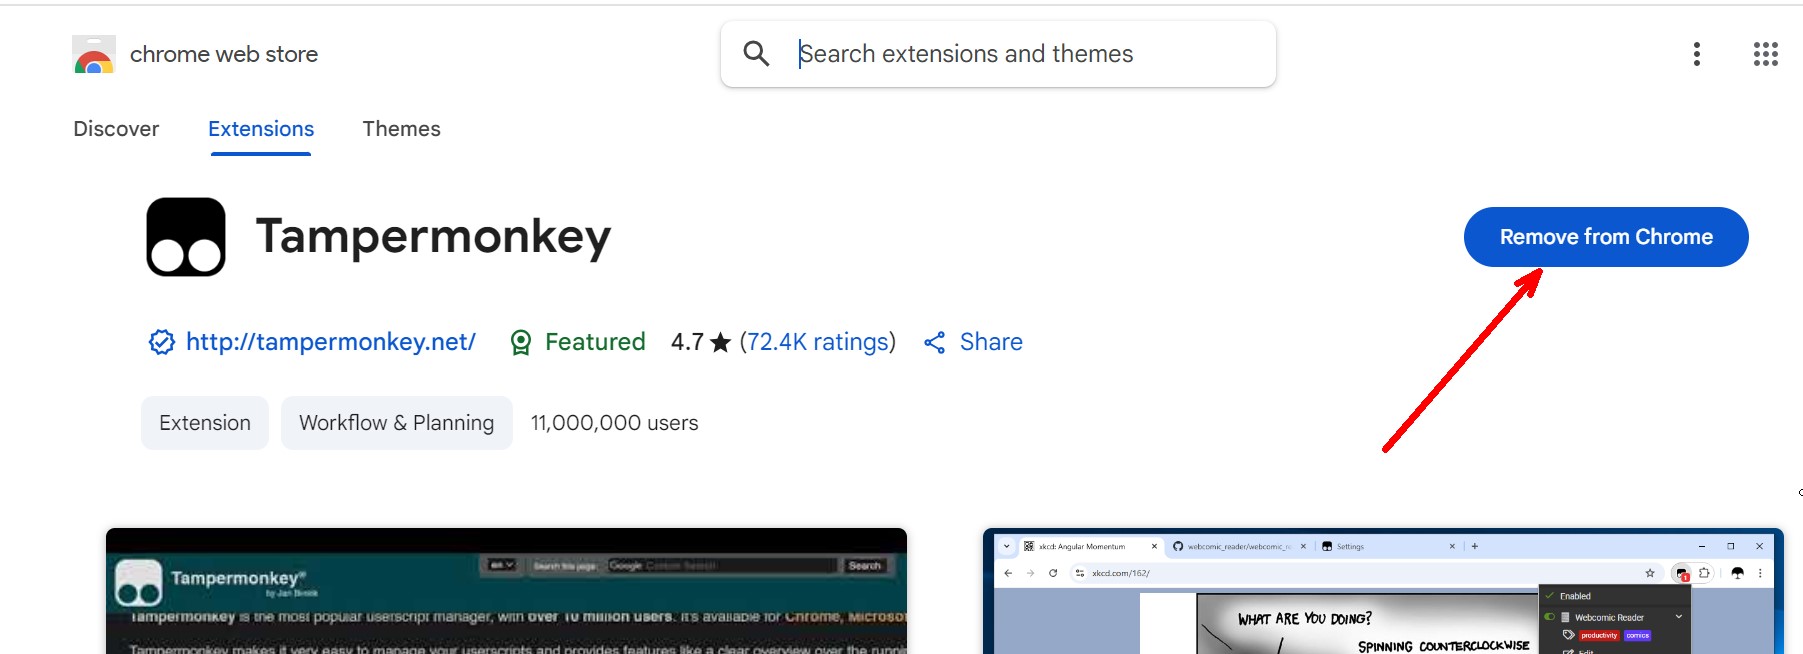 chrome web store
Search extensions and themes
Discover
Extensions
Themes
Tampermonkey
Remove from Chrome
http://tampermonkey.net/
Featured
4.7★ (72.4K ratings)
Share
Extension
Workflow & Planning
11,000,000 users
Tampermonkey®
by Jan Biniok
Search this page:
Google
Custom Search
Search
Tampermonkey is the most popular userscript manager, with over 10 million users. It's available for Chrome, Microsof
Tampermonkey makes it very easy to manage your userscripts and provides features like a clear overview over the runnin
xkcd: Angular Momentum
webcomic_reader/webcomic_re
Settings
xkcd.com/162/
1
Enabled
Webcomic Reader
productivity
comics
Edit
WHAT ARE YOU DOING?
SPINNING COUNTERCLOCKWISE